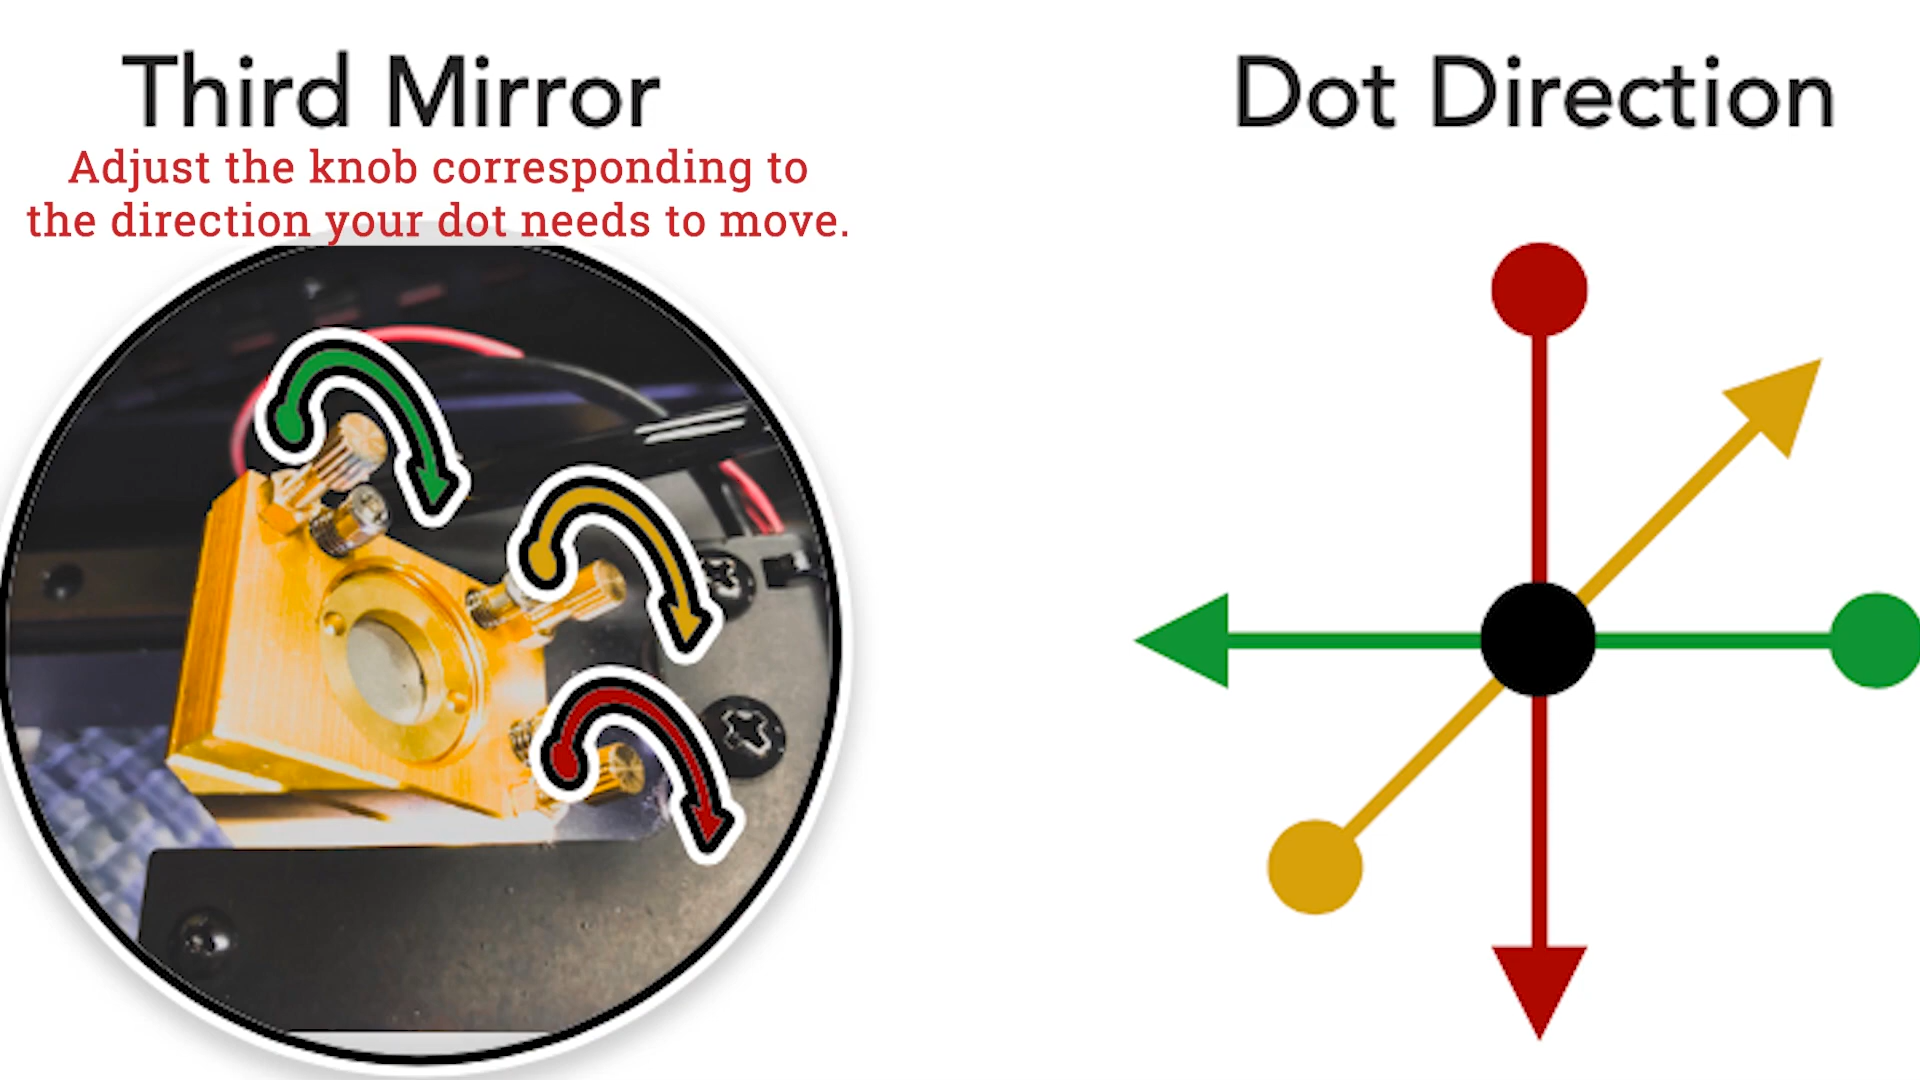 Third Mirror
Adjust the knob corresponding to
the direction your dot needs to move.
Dot Direction